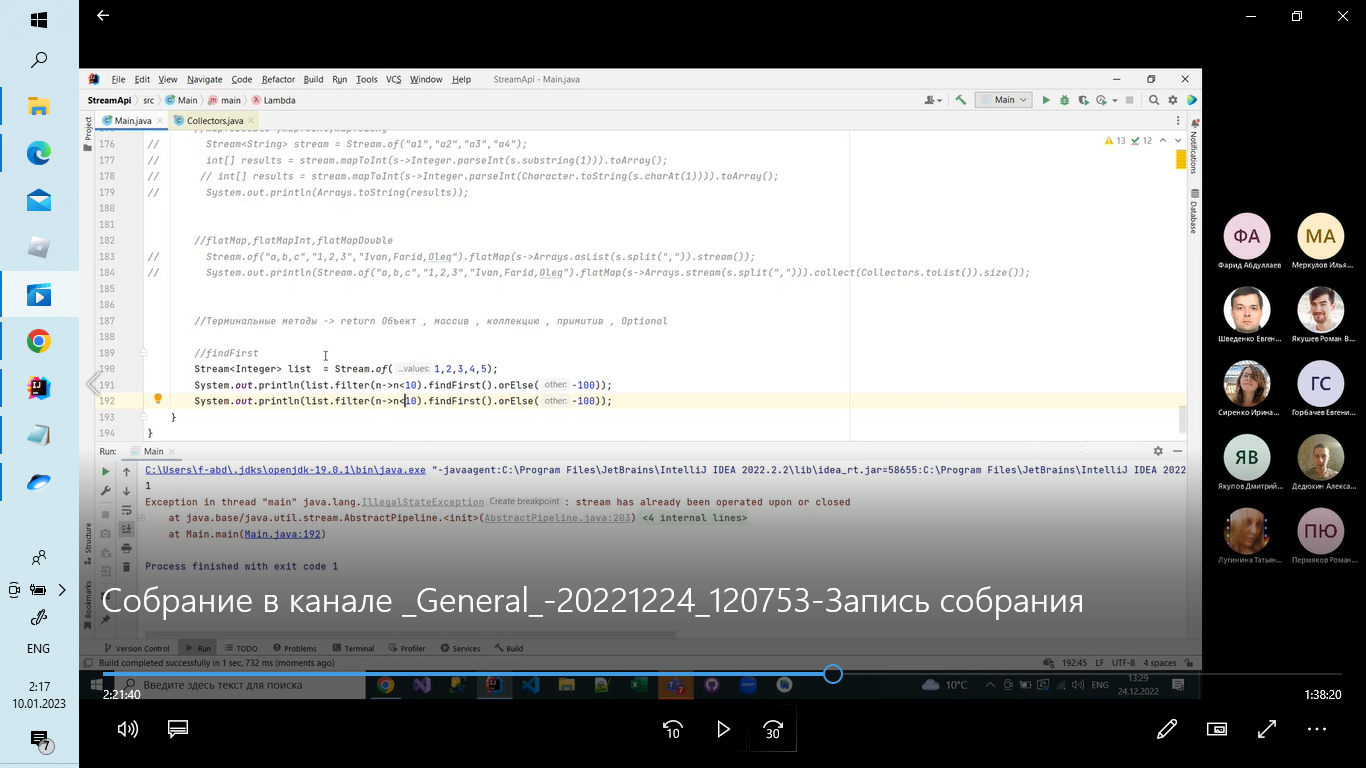 File Edit View Navigate Code Refactor Build Run Tools VCS Window Help StreamApi - Main.java
StreamApi src Main main Lambda Main
Main.java Collectors.java
Project
176 // Stream<String> stream = Stream.of("a1","a2","a3","a4");
177 // int[] results = stream.mapToInt(s->Integer.parseInt(s.substring(1))).toArray();
178 // // int[] results = stream.mapToInt(s->Integer.parseInt(Character.toString(s.charAt(1)))).toArray();
179 // System.out.println(Arrays.toString(results));
180
181
182 //flatMap,flatMapInt,flatMapDouble
183 // Stream.of("a,b,c","1,2,3","Ivan,Farid,Oleq").flatMap(s->Arrays.asList(s.split(",")).stream());
184 // System.out.println(Stream.of("a,b,c","1,2,3","Ivan,Farid,Oleq").flatMap(s->Arrays.stream(s.split(","))).collect(Collectors.toList()).size());
185
186
187 //Терминальные методы -> return Объект , массив , коллекцию , примитив , Optional
188
189 //findFirst
190 Stream<Integer> list = Stream.of( ...values: 1,2,3,4,5);
191 System.out.println(list.filter(n->n<10).findFirst().orElse( other: -100));
192 System.out.println(list.filter(n->n<10).findFirst().orElse( other: -100));
193 }
194 }
13 12
Notifications
Database
Run: Main
C:\Users\f-abd\.jdks\openjdk-19.0.1\bin\java.exe "-javaagent:C:\Program Files\JetBrains\IntelliJ IDEA 2022.2.2\lib\idea_rt.jar=58655:C:\Program Files\JetBrains\IntelliJ IDEA 2022
1
Exception in thread "main" java.lang.IllegalStateException Create breakpoint : stream has already been operated upon or closed
at java.base/java.util.stream.AbstractPipeline.<init>(AbstractPipeline.java:203) <4 internal lines>
at Main.main(Main.java:192)
Process finished with exit code 1
Structure
Bookmarks
Собрание в канале _General_-20221224_120753-Запись собрания
Version Control Run TODO Problems Terminal Profiler Services Build
Build completed successfully in 1 sec, 732 ms (moments ago) 192:45 LF UTF-8 4 spaces
Введите здесь текст для поиска 10°C ENG 13:29
24.12.2022
2:21:40 1:38:20
10 30
ФА МА
Фарид Абдуллаев Меркулов Илья...
Шведенко Евген... Якушев Роман В...
ГС
Сиренко Ирина... Горбачев Евгени...
ЯВ
Якупов Дмитрий... Дедюхин Алекса...
ПЮ
Лугинина Татьян... Пермяков Роман...
ENG
2:17
10.01.2023
7